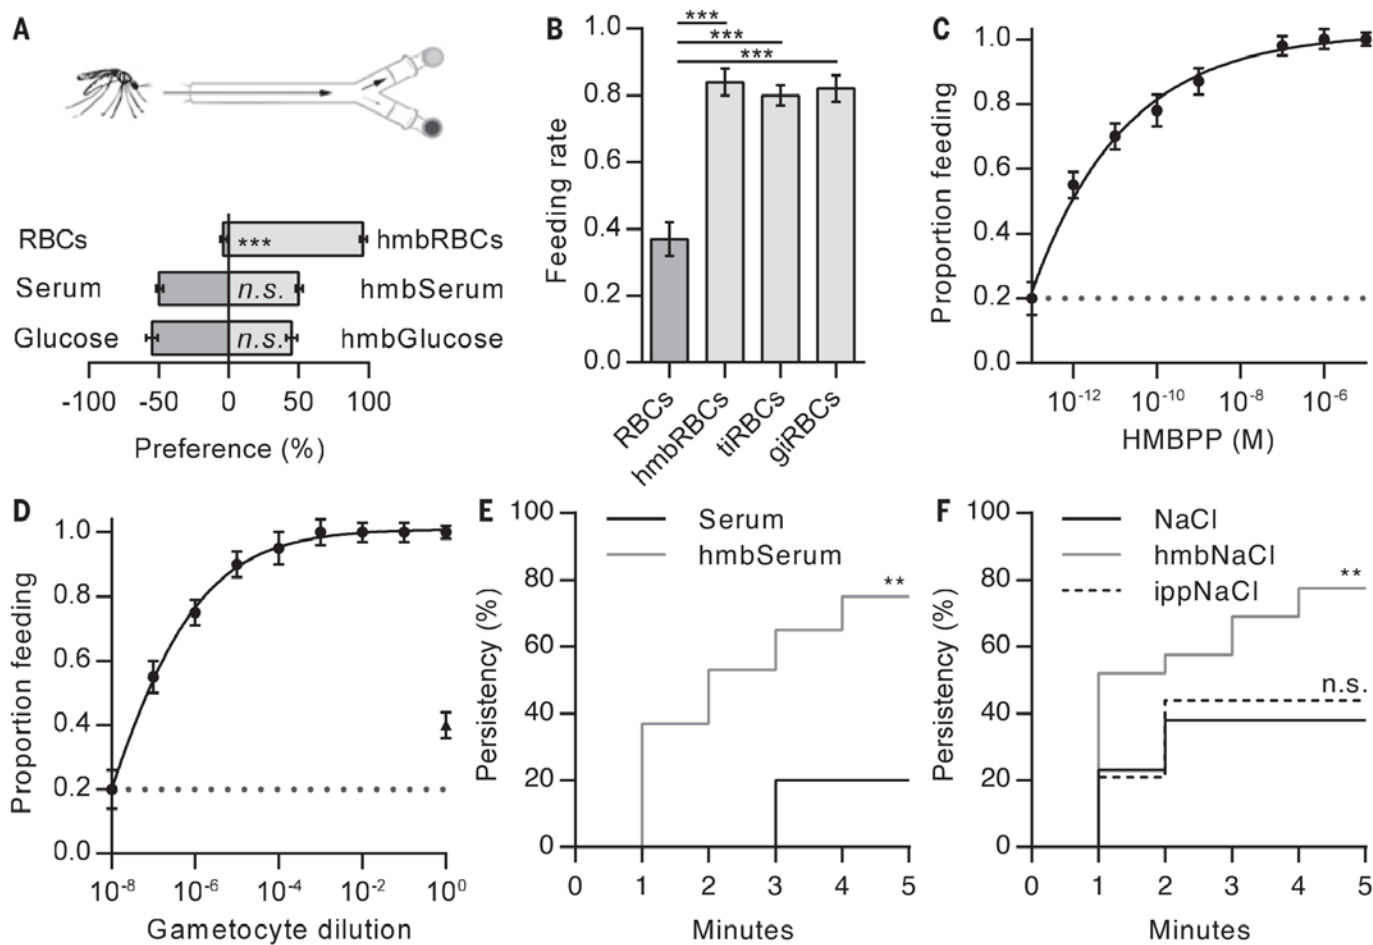 A
RBCs
***
hmbRBCs
Serum
n.s.
hmbSerum
Glucose
n.s.
hmbGlucose
-100 -50 0 50 100
Preference (%)
B
***
***
***
1.0
0.8
0.6
0.4
0.2
0.0
Feeding rate
RBCs
hmbRBCs
tiRBCs
giRBCs
C
1.0
0.8
0.6
0.4
0.2
0.0
Proportion feeding
10-12 10-10 10-8 10-6
HMBPP (M)
D
1.0
0.8
0.6
0.4
0.2
0.0
Proportion feeding
10-8 10-6 10-4 10-2 100
Gametocyte dilution
E
100
80
60
40
20
0
Persistency (%)
Serum
hmbSerum
**
0 1 2 3 4 5
Minutes
F
100
80
60
40
20
0
Persistency (%)
NaCl
hmbNaCl
ippNaCl
**
n.s.
0 1 2 3 4 5
Minutes